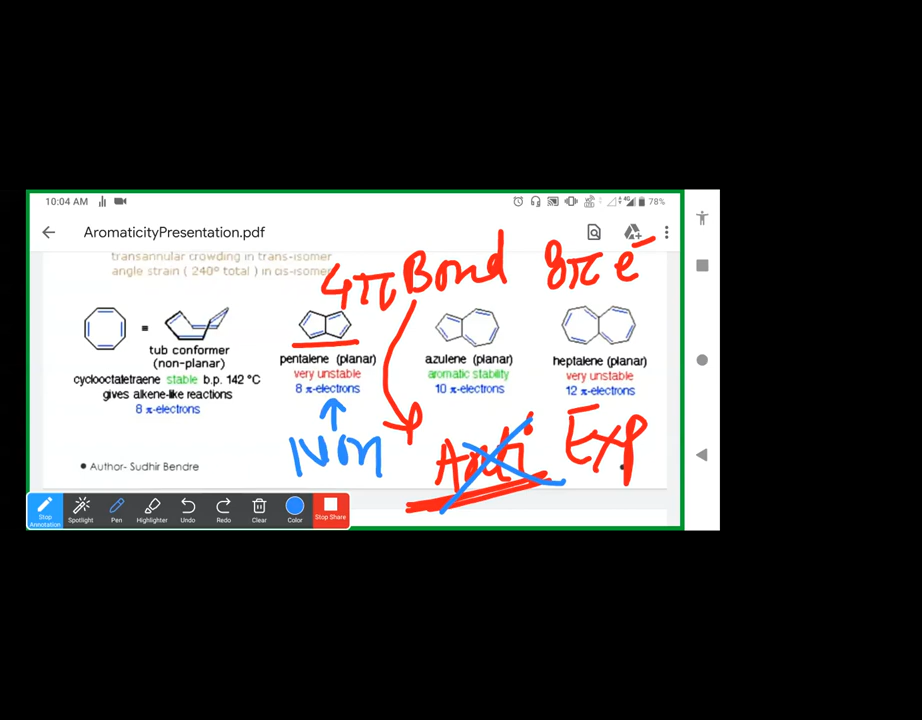 10:04 AM
4G 78%
AromaticityPresentation.pdf
transannular crowding in trans-isomer
angle strain ( 240° total ) in cis-isomer
4π Bond 8π e⁻
=
tub conformer
(non-planar)
cyclooctatetraene stable b.p. 142 °C
gives alkene-like reactions
8 π-electrons
pentalene (planar)
very unstable
8 π-electrons
azulene (planar)
aromatic stability
10 π-electrons
heptalene (planar)
very unstable
12 π-electrons
Non
Anti
Exp
• Author- Sudhir Bendre
Stop Annotation
Spotlight
Pen
Highlighter
Undo
Redo
Clear
Color
Stop Share